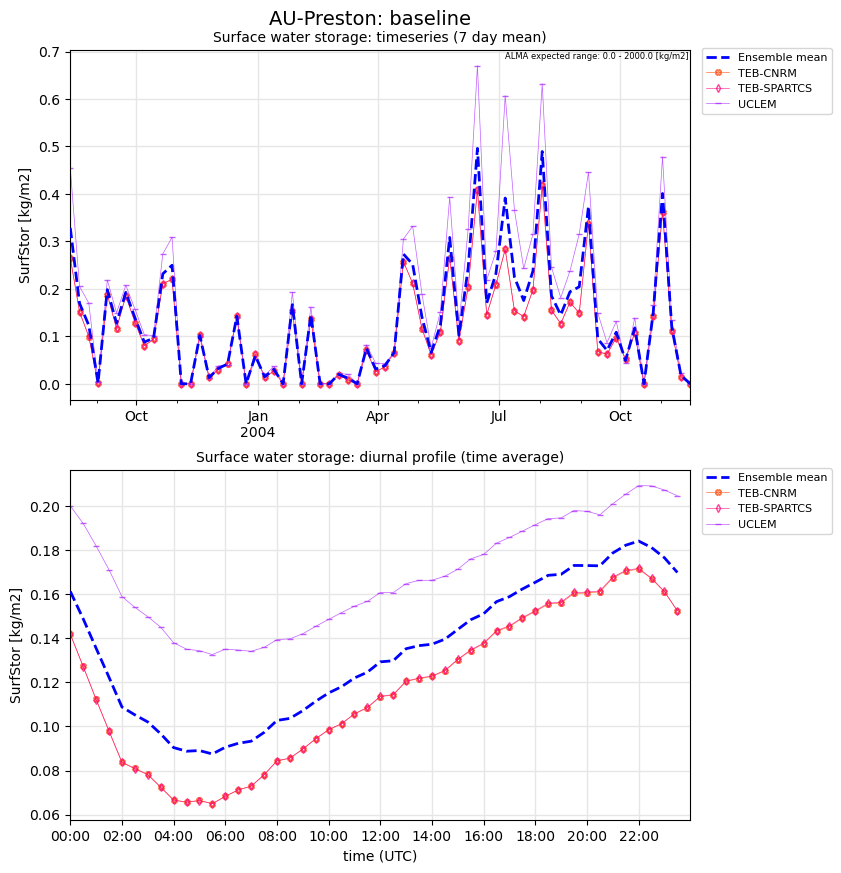 AU-Preston: baseline
Surface water storage: timeseries (7 day mean)
ALMA expected range: 0.0 - 2000.0 [kg/m2]
Ensemble mean
TEB-CNRM
TEB-SPARTCS
UCLEM
SurfStor [kg/m2]
0.7
0.6
0.5
0.4
0.3
0.2
0.1
0.0
Oct Jan Apr Jul Oct
2004
Surface water storage: diurnal profile (time average)
Ensemble mean
TEB-CNRM
TEB-SPARTCS
UCLEM
SurfStor [kg/m2]
0.20
0.18
0.16
0.14
0.12
0.10
0.08
0.06
00:00 02:00 04:00 06:00 08:00 10:00 12:00 14:00 16:00 18:00 20:00 22:00
time (UTC)